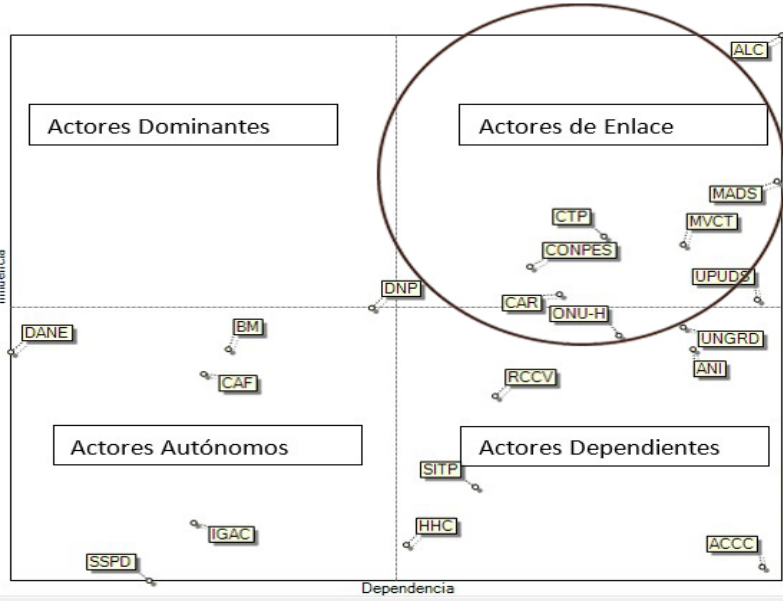 ALC
Actores Dominantes
Actores de Enlace
MADS
CTP
MVCT
CONPES
UPUDS
DNP
CAR
ONU-H
DANE
BM
UNGRD
CAF
RCCV
ANI
Actores Autónomos
Actores Dependientes
SITP
IGAC
HHC
ACCC
SSPD
Dependencia